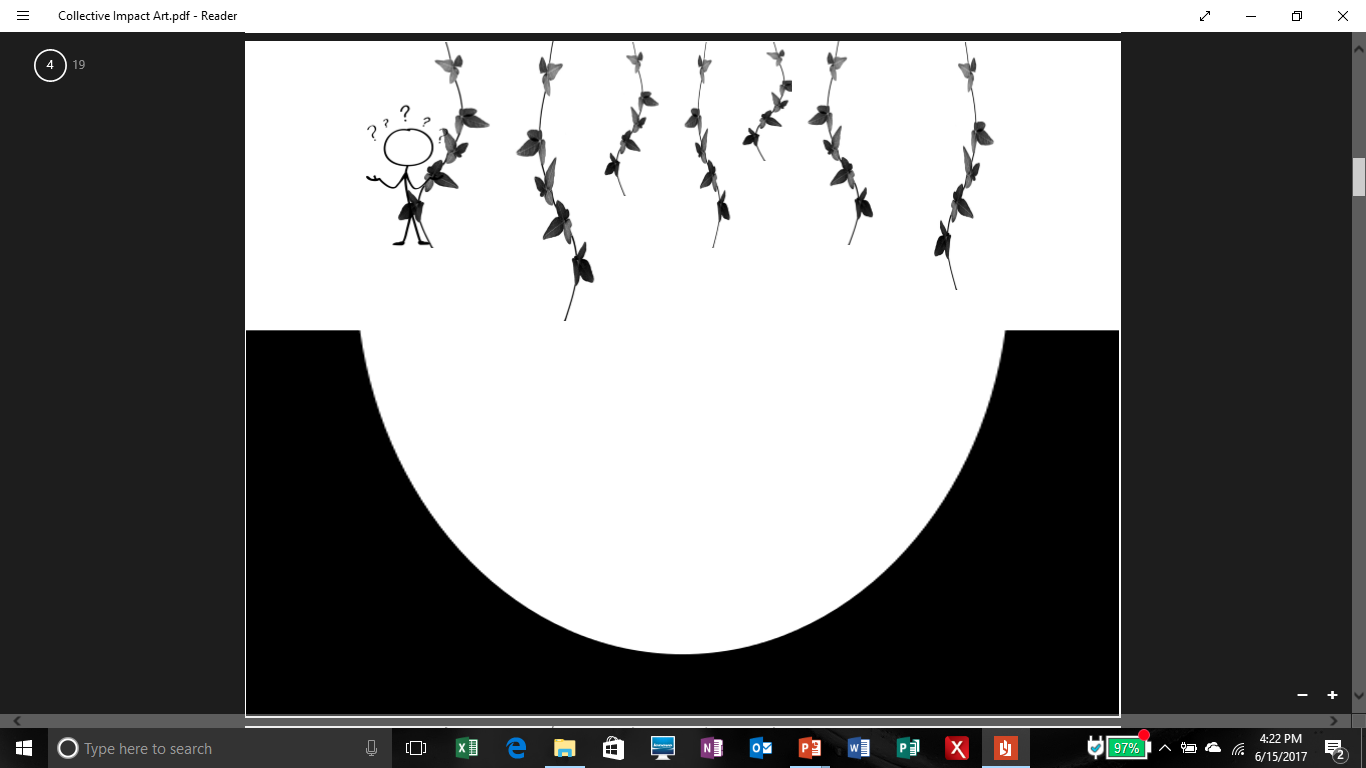 Collective Impact Art.pdf - Reader
4 19
? ? ? ? ?
Type here to search
97%
4:22 PM
6/15/2017
2